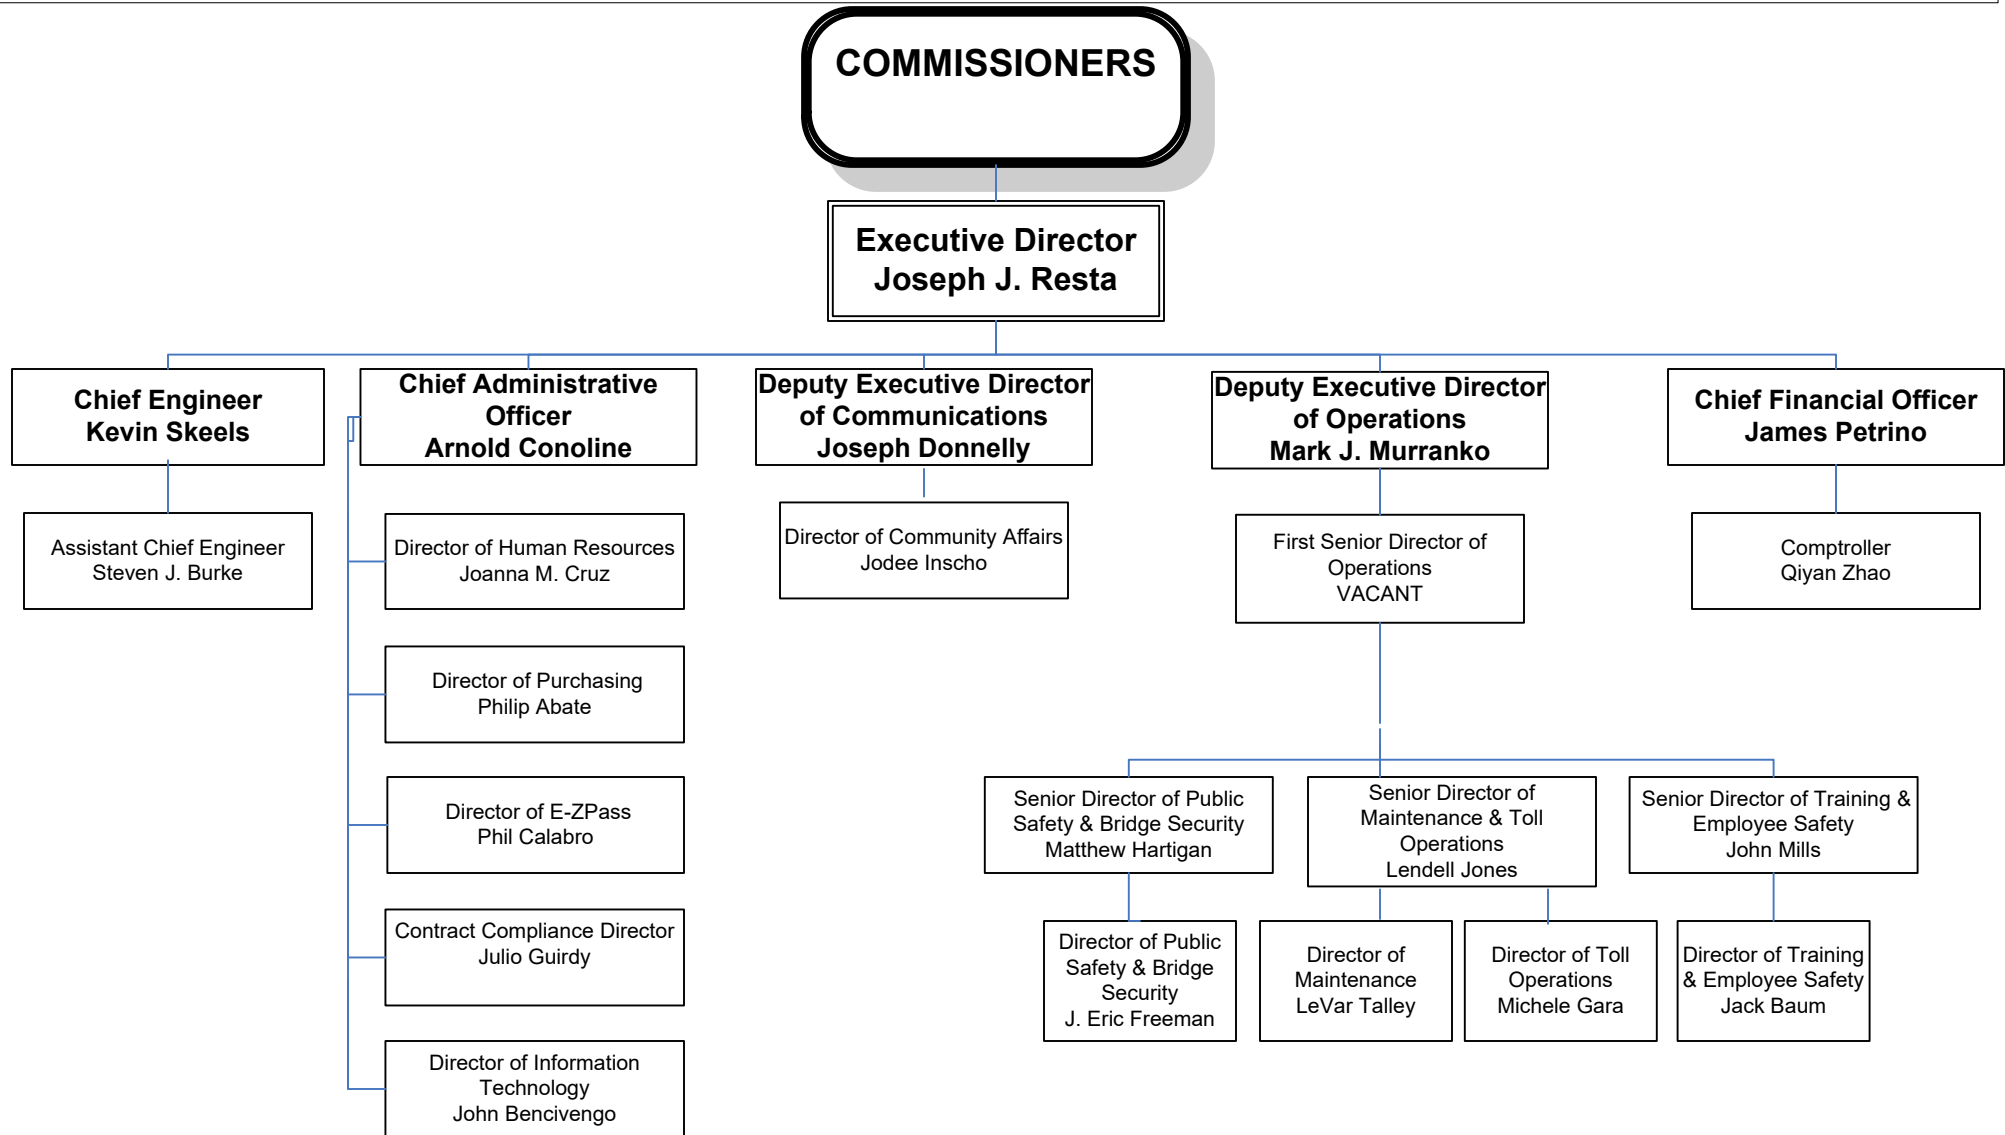 COMMISSIONERS
Executive Director
Joseph J. Resta
Chief Engineer
Kevin Skeels
Chief Administrative
Officer
Arnold Conoline
Deputy Executive Director
of Communications
Joseph Donnelly
Deputy Executive Director
of Operations
Mark J. Murranko
Chief Financial Officer
James Petrino
Assistant Chief Engineer
Steven J. Burke
Director of Human Resources
Joanna M. Cruz
Director of Community Affairs
Jodee Inscho
First Senior Director of
Operations
VACANT
Comptroller
Qiyan Zhao
Director of Purchasing
Philip Abate
Director of E-ZPass
Phil Calabro
Senior Director of Public
Safety & Bridge Security
Matthew Hartigan
Senior Director of
Maintenance & Toll
Operations
Lendell Jones
Senior Director of Training &
Employee Safety
John Mills
Contract Compliance Director
Julio Guirdy
Director of Public
Safety & Bridge
Security
J. Eric Freeman
Director of
Maintenance
LeVar Talley
Director of Toll
Operations
Michele Gara
Director of Training
& Employee Safety
Jack Baum
Director of Information
Technology
John Bencivengo